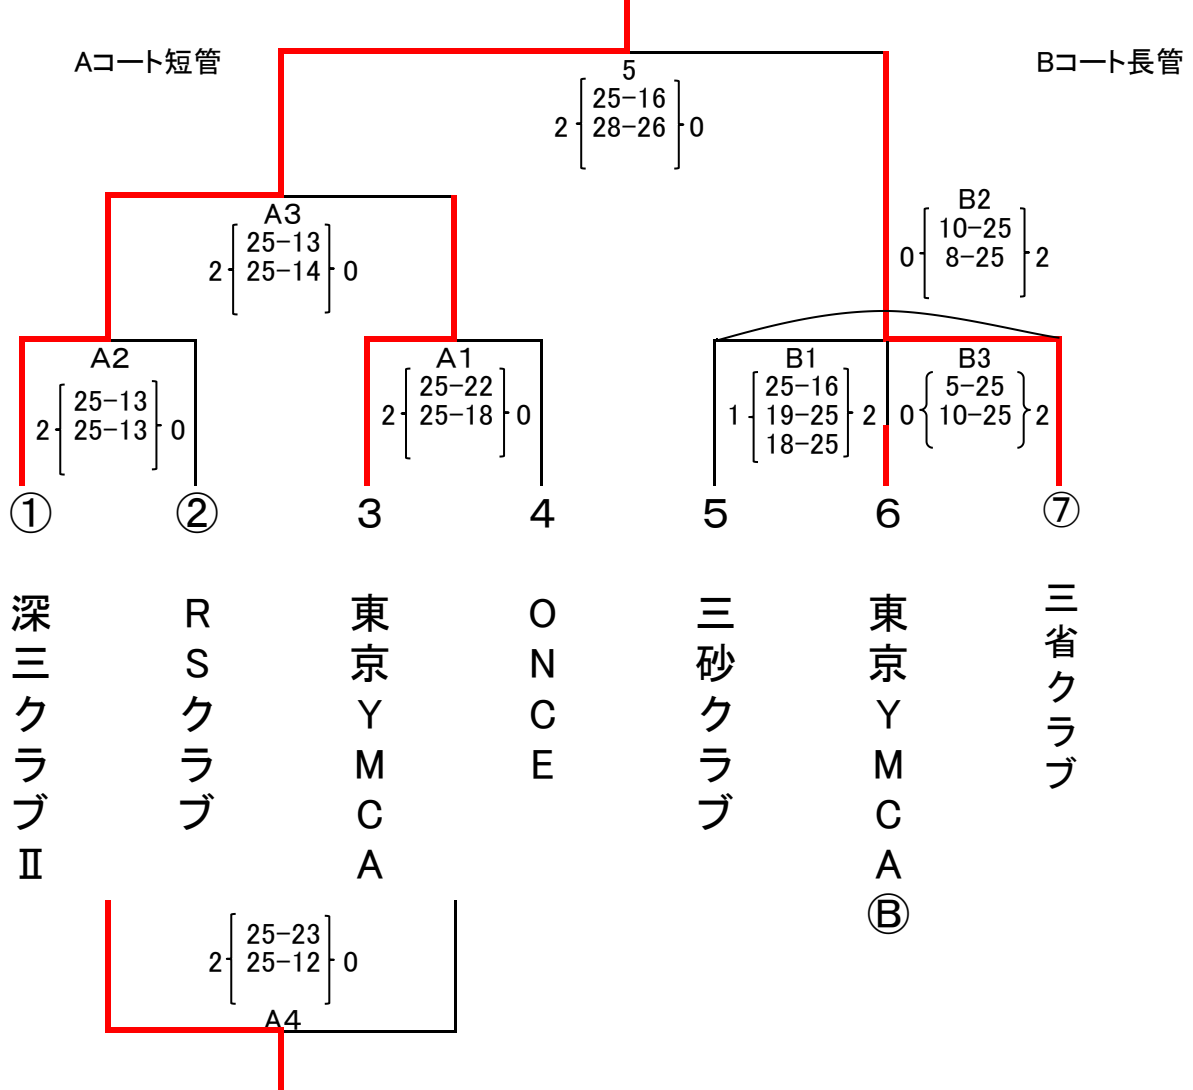 Aコート短管
Bコート長管
5
25-16
2 28-26 0
B2
10-25
0 8-25 2
A3
25-13
2 25-14 0
A2
25-13
2 25-13 0
A1
25-22
2 25-18 0
B1
25-16
1 19-25 2
18-25
B3
5-25
0 10-25 2
① ② 3 4 5 6 ⑦
深三クラブⅡ
RSクラブ
東京YMCA
ONCE
三砂クラブ
東京YMCAⒷ
三省クラブ
25-23
2 25-12 0
A4